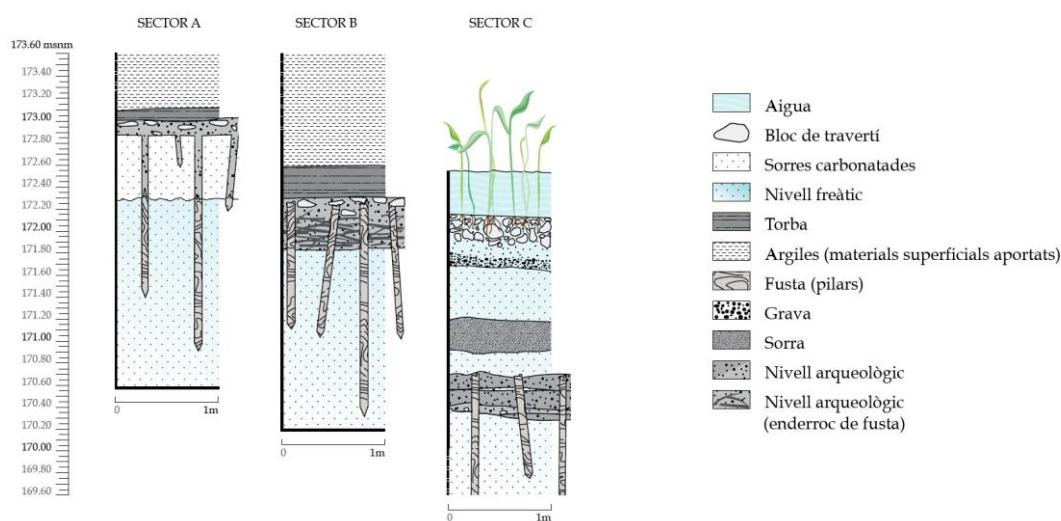 SECTOR A
SECTOR B
SECTOR C
173.60 msnm
173.40
173.20
173.00
172.80
172.60
172.40
172.20
172.00
171.80
171.60
171.40
171.20
171.00
170.80
170.60
170.40
170.20
170.00
169.80
169.60
0 1m
0 1m
0 1m
Aigua
Bloc de travertí
Sorres carbonatades
Nivell freàtic
Torba
Argiles (materials superficials aportats)
Fusta (pilars)
Grava
Sorra
Nivell arqueològic
Nivell arqueològic
(enderroc de fusta)